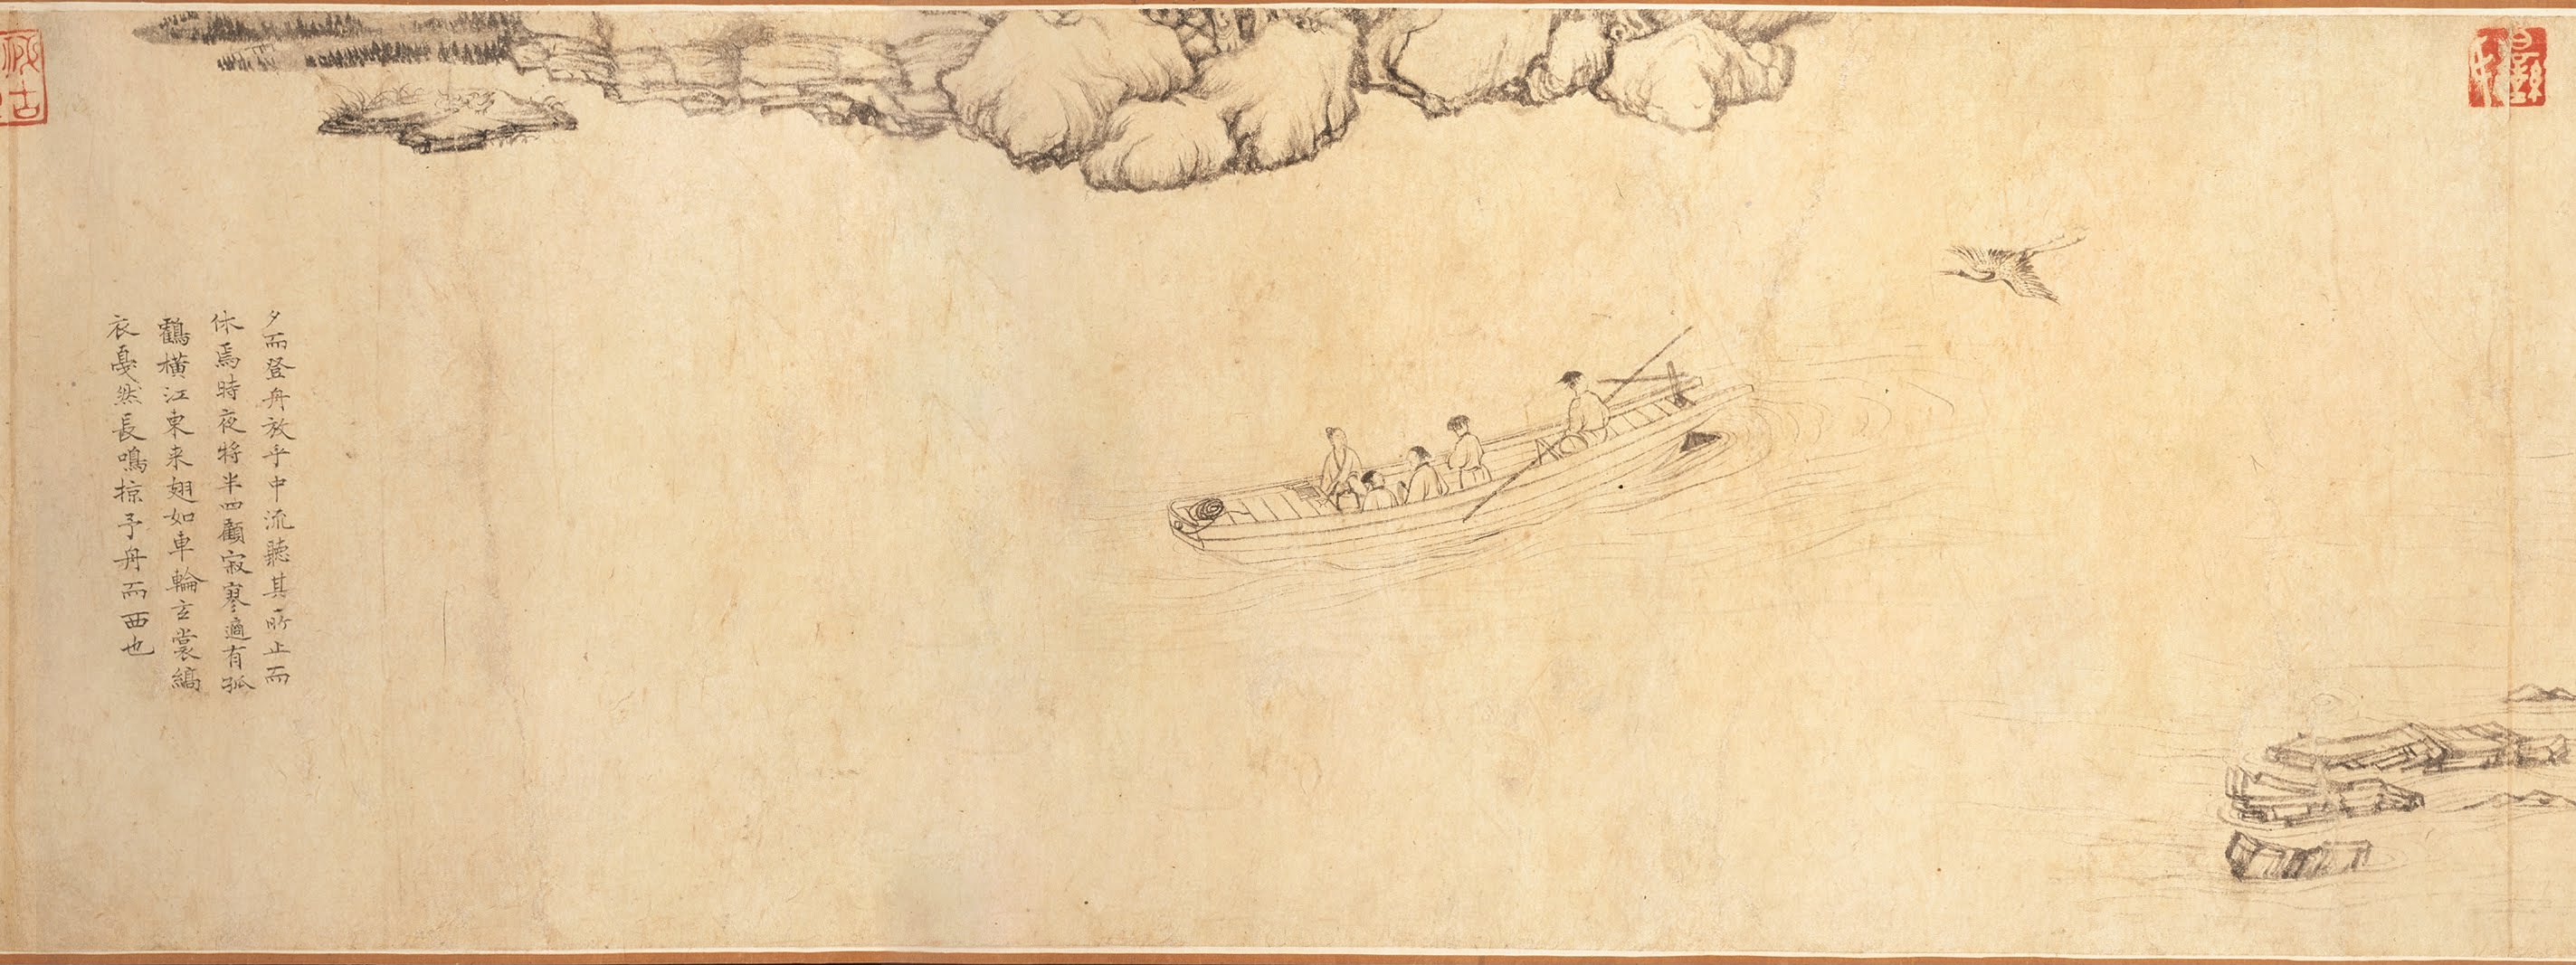 夕而登舟放乎中流聽其所止而
休焉時夜將半四顧寂寥適有孤
鶴橫江東来翅如車輪玄裳縞
衣戛然長鳴掠予舟而西也